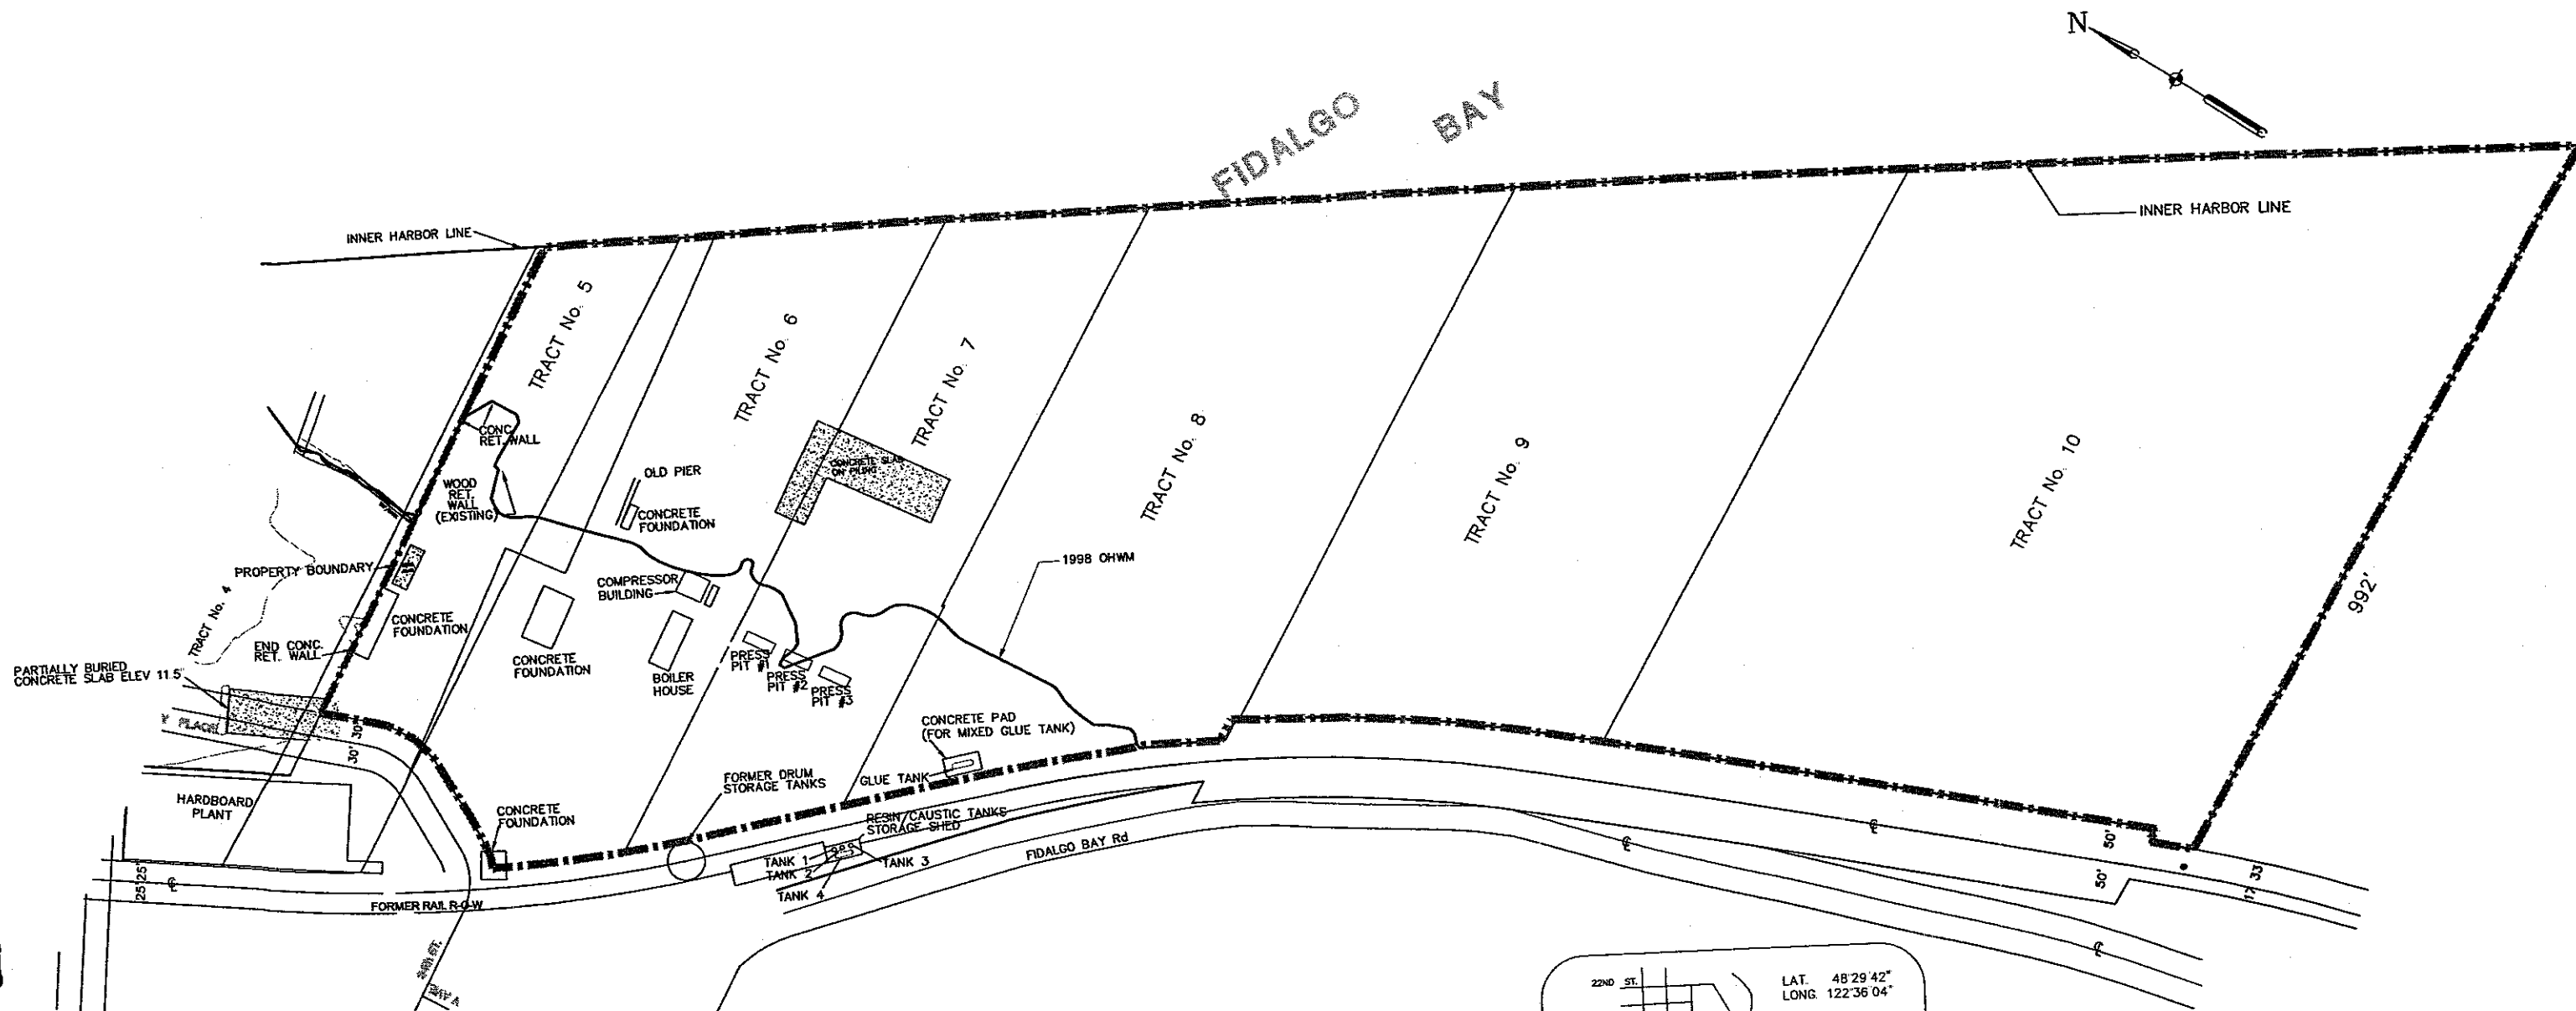 N
FIDALGO BAY
INNER HARBOR LINE
INNER HARBOR LINE
TRACT No. 5
TRACT No. 6
TRACT No. 7
TRACT No. 8
TRACT No. 9
TRACT No. 10
992'
CONC.
RET. WALL
WOOD
RET.
WALL
(EXISTING)
OLD PIER
CONCRETE
FOUNDATION
CONCRETE SLAB
ON PILING
1998 OHWM
PROPERTY BOUNDARY
TRACT No. 4
COMPRESSOR
BUILDING
CONCRETE
FOUNDATION
END CONC.
RET. WALL
CONCRETE
FOUNDATION
BOILER
HOUSE
PRESS
PIT #1
PRESS
PIT #2
PRESS
PIT #3
PARTIALLY BURIED
CONCRETE SLAB ELEV 11.5'
Y PLACE
30' 30'
CONCRETE PAD
(FOR MIXED GLUE TANK)
GLUE TANK
FORMER DRUM
STORAGE TANKS
HARDBOARD
PLANT
CONCRETE
FOUNDATION
RESIN/CAUSTIC TANKS
STORAGE SHED
TANK 1
TANK 2
TANK 3
TANK 4
FIDALGO BAY Rd
25' 25'
FORMER RAIL R-O-W
50'
50'
17 33
22ND ST.
LAT. 48°29'42"
LONG. 122°36'04"